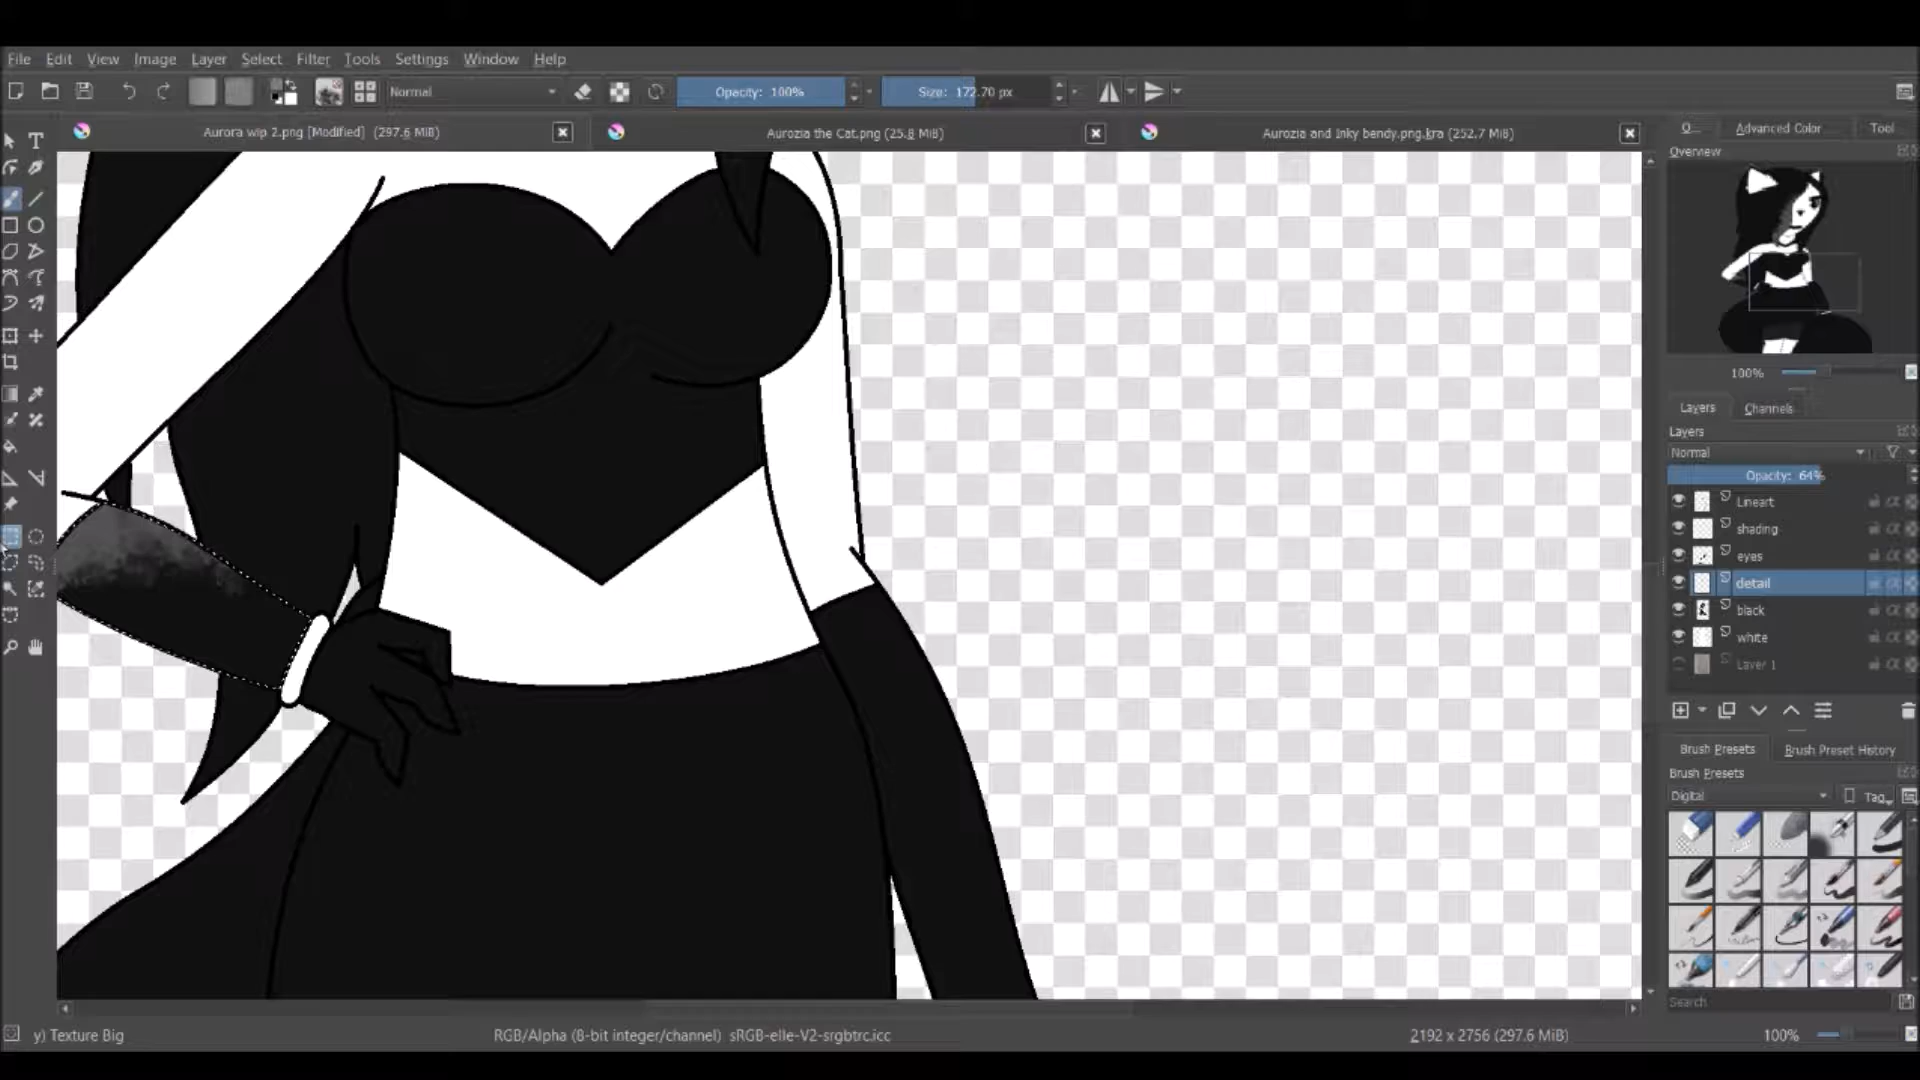 File Edit View Image Layer Select Filter Tools Settings Window Help
Normal Opacity: 100% Size: 172.70 px
Aurora wip 2.png [Modified] (297.6 MiB) Aurozia the Cat.png (25.8 MiB) Aurozia and Inky bendy.png.kra (252.7 MiB)
O... Advanced Color Tool
Overview
100%
Layers Channels
Layers
Normal
Opacity: 64%
Lineart
shading
eyes
detail
black
white
Layer 1
Brush Presets Brush Preset History
Brush Presets
Digital Tag
Search
y) Texture Big RGB/Alpha (8-bit integer/channel) sRGB-elle-V2-srgbtrc.icc 2192 x 2756 (297.6 MiB) 100%